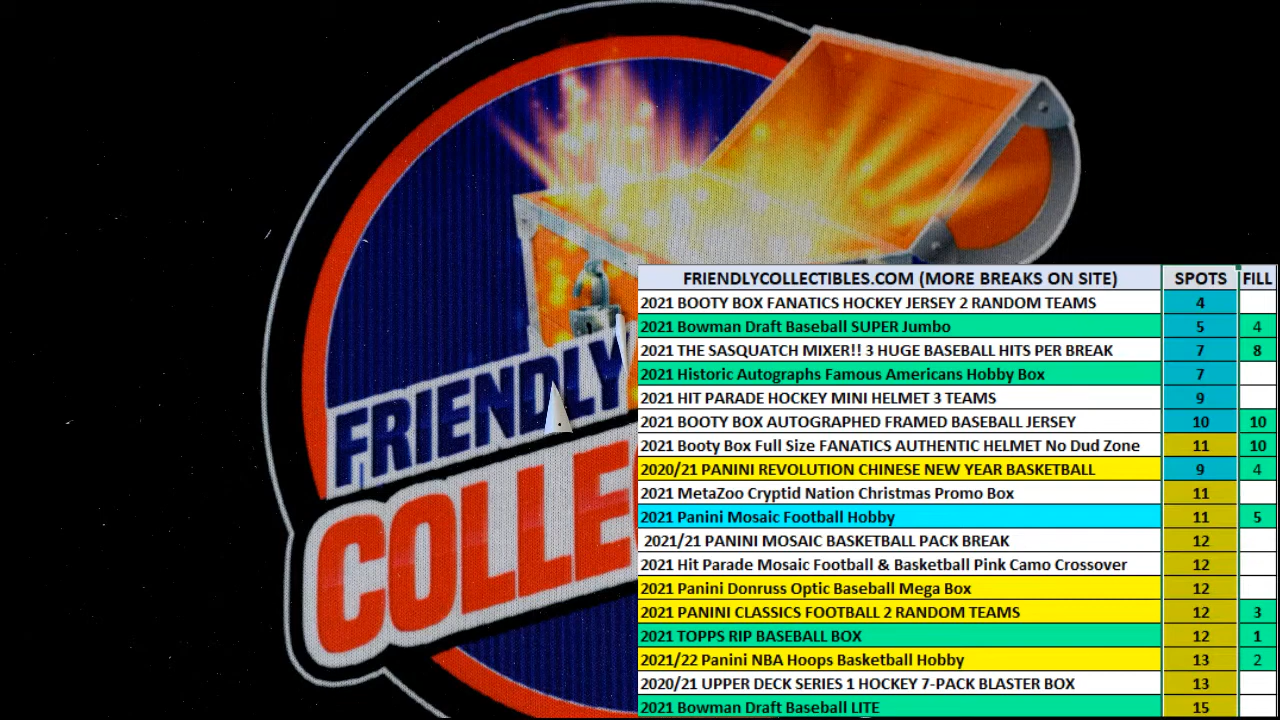 FRIENDLY
COLLE
FRIENDLYCOLLECTIBLES.COM (MORE BREAKS ON SITE) SPOTS FILL
2021 BOOTY BOX FANATICS HOCKEY JERSEY 2 RANDOM TEAMS 4
2021 Bowman Draft Baseball SUPER Jumbo 5 4
2021 THE SASQUATCH MIXER!! 3 HUGE BASEBALL HITS PER BREAK 7 8
2021 Historic Autographs Famous Americans Hobby Box 7
2021 HIT PARADE HOCKEY MINI HELMET 3 TEAMS 9
2021 BOOTY BOX AUTOGRAPHED FRAMED BASEBALL JERSEY 10 10
2021 Booty Box Full Size FANATICS AUTHENTIC HELMET No Dud Zone 11 10
2020/21 PANINI REVOLUTION CHINESE NEW YEAR BASKETBALL 9 4
2021 MetaZoo Cryptid Nation Christmas Promo Box 11
2021 Panini Mosaic Football Hobby 11 5
2021/21 PANINI MOSAIC BASKETBALL PACK BREAK 12
2021 Hit Parade Mosaic Football & Basketball Pink Camo Crossover 12
2021 Panini Donruss Optic Baseball Mega Box 12
2021 PANINI CLASSICS FOOTBALL 2 RANDOM TEAMS 12 3
2021 TOPPS RIP BASEBALL BOX 12 1
2021/22 Panini NBA Hoops Basketball Hobby 13 2
2020/21 UPPER DECK SERIES 1 HOCKEY 7-PACK BLASTER BOX 13
2021 Bowman Draft Baseball LITE 15